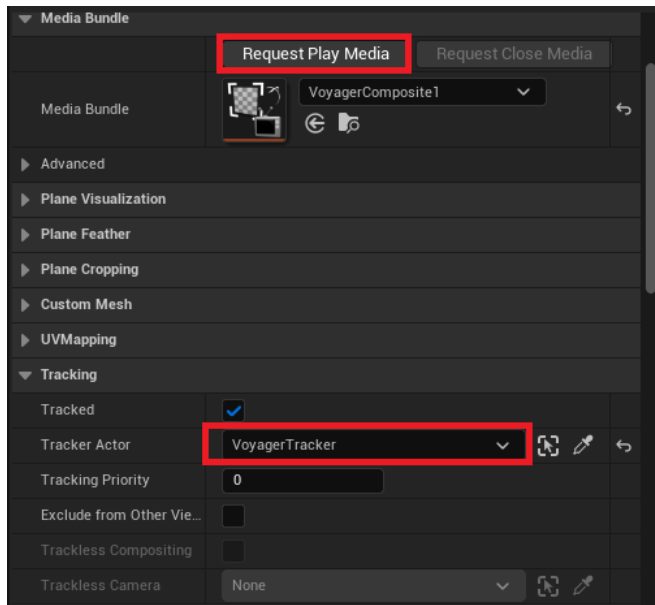 Media Bundle
Request Play Media Request Close Media
Media Bundle
VoyagerComposite1
Advanced
Plane Visualization
Plane Feather
Plane Cropping
Custom Mesh
UVMapping
Tracking
Tracked
Tracker Actor VoyagerTracker
Tracking Priority 0
Exclude from Other Vie...
Trackless Compositing
Trackless Camera None